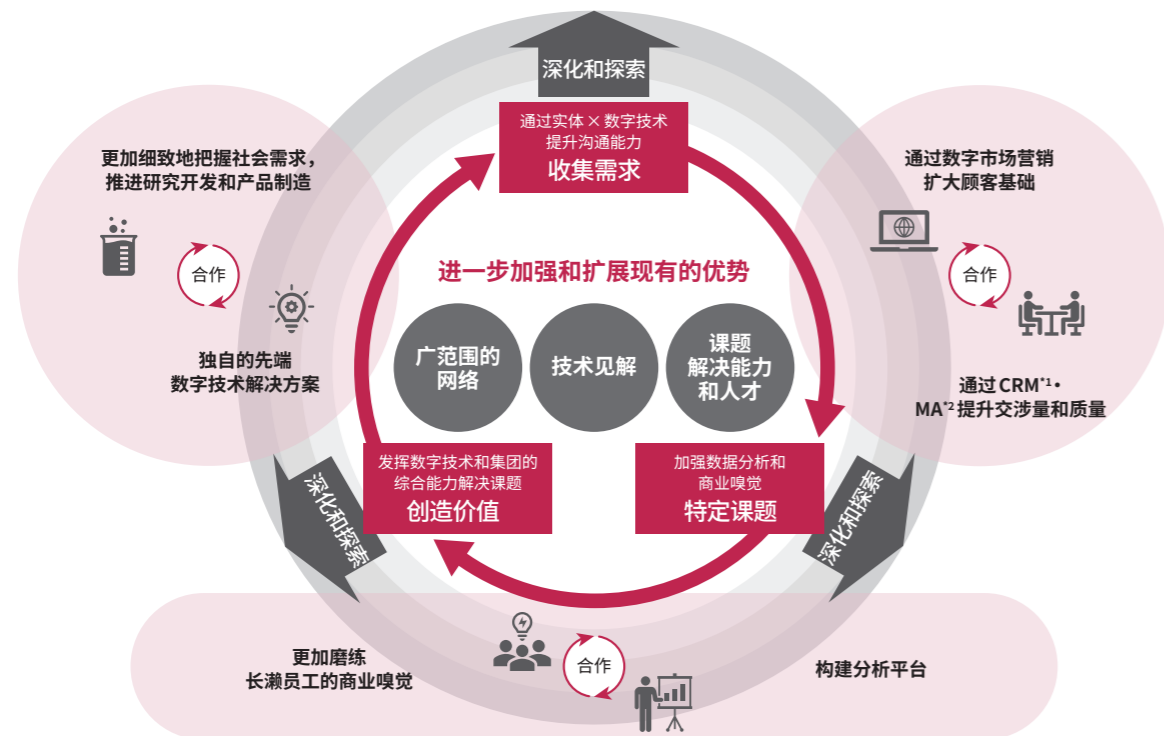 深化和探索
通过实体×数字技术
提升沟通能力
收集需求
更加细致地把握社会需求，
推进研究开发和产品制造
合作
独自的先端
数字技术解决方案
通过数字市场营销
扩大顾客基础
合作
通过CRM*1・
MA*2提升交涉量和质量
进一步加强和扩展现有的优势
广范围的
网络
技术见解
课题
解决能力
和人才
发挥数字技术和集团的
综合能力解决课题
创造价值
加强数据分析和
商业嗅觉
特定课题
深化和探索
深化和探索
更加磨练
长濑员工的商业嗅觉
合作
构建分析平台